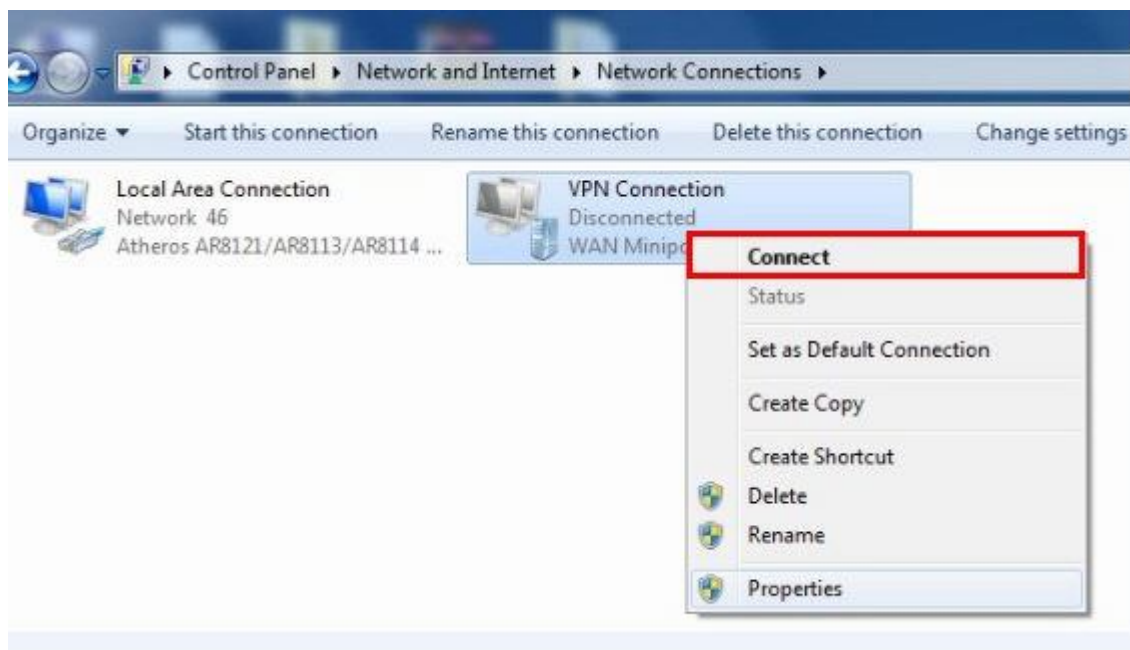 Control Panel Network and Internet Network Connections
Organize Start this connection Rename this connection Delete this connection Change settings
Local Area Connection
Network 46
Atheros AR8121/AR8113/AR8114 ...
VPN Connection
Disconnected
WAN Minipo
Connect
Status
Set as Default Connection
Create Copy
Create Shortcut
Delete
Rename
Properties